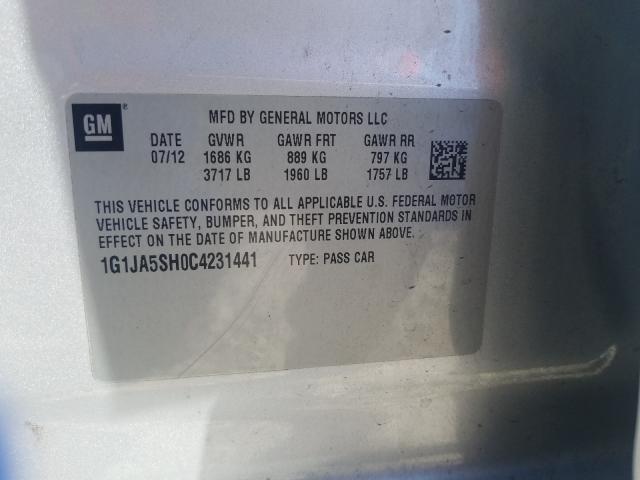 GM®
MFD BY GENERAL MOTORS LLC
DATE GVWR GAWR FRT GAWR RR
07/12 1686 KG 889 KG 797 KG
3717 LB 1960 LB 1757 LB
THIS VEHICLE CONFORMS TO ALL APPLICABLE U.S. FEDERAL MOTOR
VEHICLE SAFETY, BUMPER, AND THEFT PREVENTION STANDARDS IN
EFFECT ON THE DATE OF MANUFACTURE SHOWN ABOVE.
1G1JA5SH0C4231441 TYPE: PASS CAR